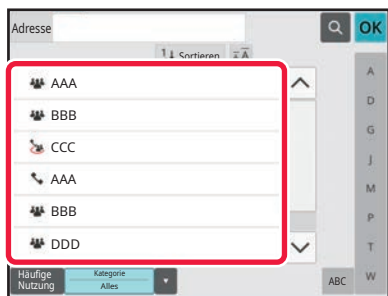 Adresse
OK
Sortieren
AAA
BBB
CCC
AAA
BBB
DDD
A
D
G
J
M
P
T
W
Häufige
Nutzung
Kategorie
Alles
ABC